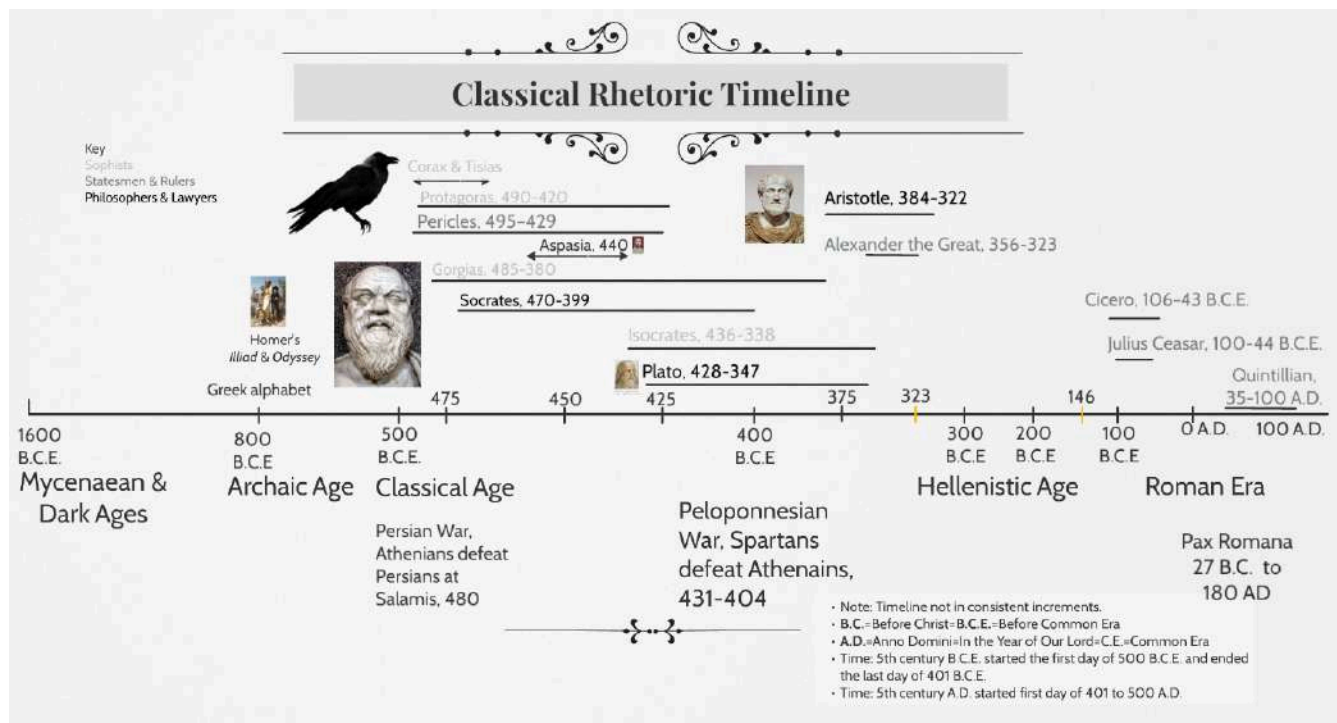 Classical Rhetoric Timeline
Key
Sophists
Statesmen & Rulers
Philosophers & Lawyers
Corax & Tisias
Protagoras, 490-420
Pericles, 495-429
Aspasia, 440
Gorgias, 485-380
Socrates, 470-399
Isocrates, 436-338
Plato, 428-347
Aristotle, 384-322
Alexander the Great, 356-323
Cicero, 106-43 B.C.E.
Julius Ceasar, 100-44 B.C.E.
Quintillian,
35-100 A.D.
Homer's
Illiad & Odyssey
Greek alphabet
475
450
425
375
323
146
1600
B.C.E.
800
B.C.E
500
B.C.E.
400
B.C.E
300
B.C.E
200
B.C.E
100
B.C.E
0 A.D.
100 A.D.
Mycenaean &
Dark Ages
Archaic Age
Classical Age
Hellenistic Age
Roman Era
Persian War,
Athenians defeat
Persians at
Salamis, 480
Peloponnesian
War, Spartans
defeat Athenains,
431-404
Pax Romana
27 B.C. to
180 AD
• Note: Timeline not in consistent increments.
• B.C.=Before Christ=B.C.E.=Before Common Era
• A.D.=Anno Domini=In the Year of Our Lord=C.E.=Common Era
• Time: 5th century B.C.E. started the first day of 500 B.C.E. and ended
the last day of 401 B.C.E.
• Time: 5th century A.D. started first day of 401 to 500 A.D.